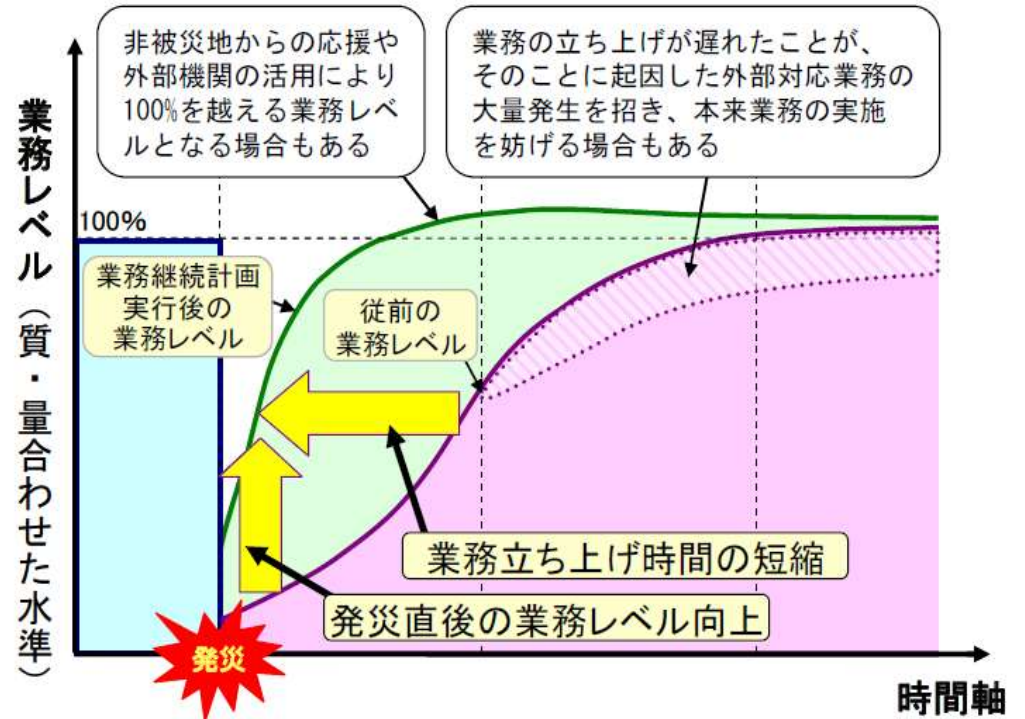 非被災地からの応援や
外部機関の活用により
100%を越える業務レベ
ルとなる場合もある
業務の立ち上げが遅れたことが、
そのことに起因した外部対応業務の
大量発生を招き、本来業務の実施
を妨げる場合もある
業務レベル（質・量合わせた水準）
100%
業務継続計画
実行後の
業務レベル
従前の
業務レベル
業務立ち上げ時間の短縮
発災直後の業務レベル向上
発災
時間軸